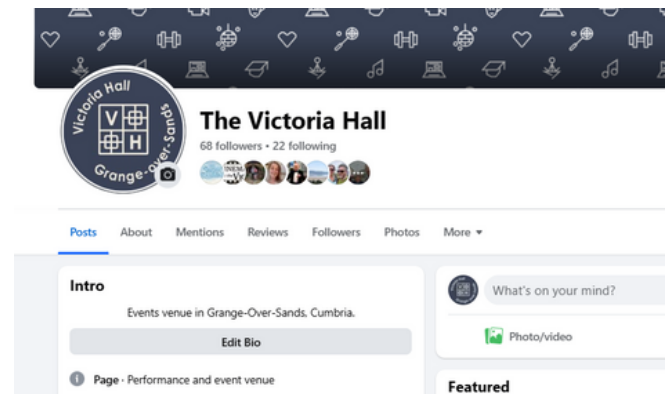 Victoria Hall
V
H
Grange-over-Sands
The Victoria Hall
68 followers • 22 following
Posts About Mentions Reviews Followers Photos More
Intro
Events venue in Grange-Over-Sands, Cumbria.
Edit Bio
Page · Performance and event venue
What's on your mind?
Photo/video
Featured